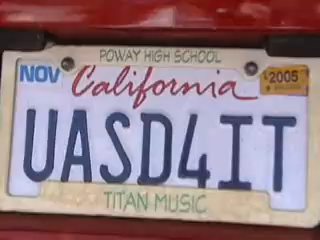 POWAY HIGH SCHOOL
NOV California 2005
UASD4IT
TITAN MUSIC